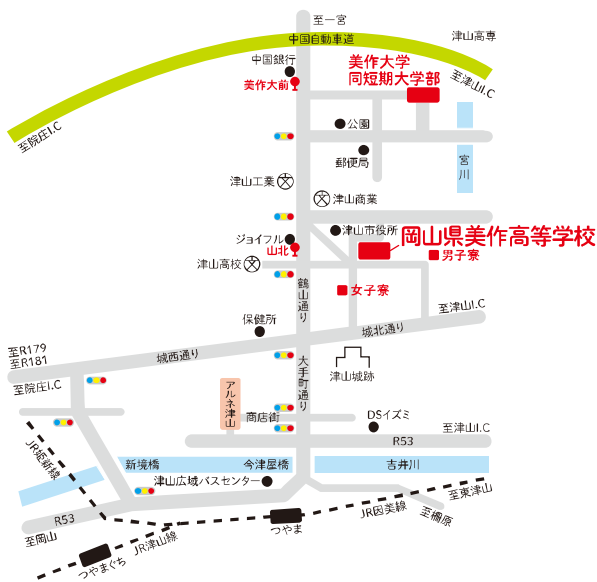 至一宮
中国自動車道
津山高専
中国銀行
美作大学
同短期大学部
至津山I.C
美作大前
至院庄I.C
公園
郵便局
宮川
津山工業
津山商業
津山市役所
岡山県美作高等学校
ジョイフル
山北
男子寮
津山高校
女子寮
鶴山通り
保健所
至津山I.C
城北通り
至R179
至R181
城西通り
大手町通り
津山城跡
至院庄I.C
アルネ津山
商店街
DSイズミ
至津山I.C
R53
JR姫新線
新境橋
今津屋橋
吉井川
津山広域バスセンター
至東津山
R53
JR因美線
至柵原
至岡山
つやま
JR津山線
つやまぐち